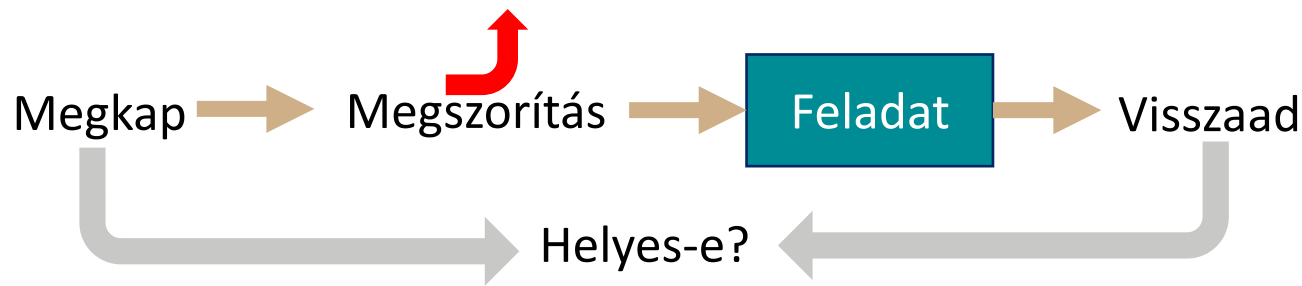 Megkap
Megszorítás
Feladat
Visszaad
Helyes-e?